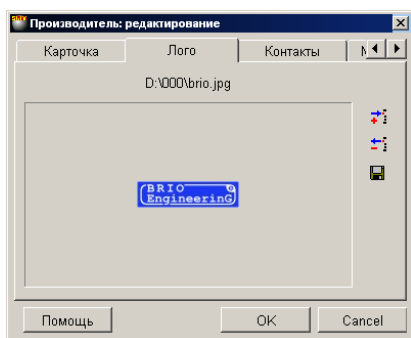 Производитель: редактирование
Карточка Лого Контакты
D:\000\brio.jpg
BRIO
EngineerinG
Помощь OK Cancel